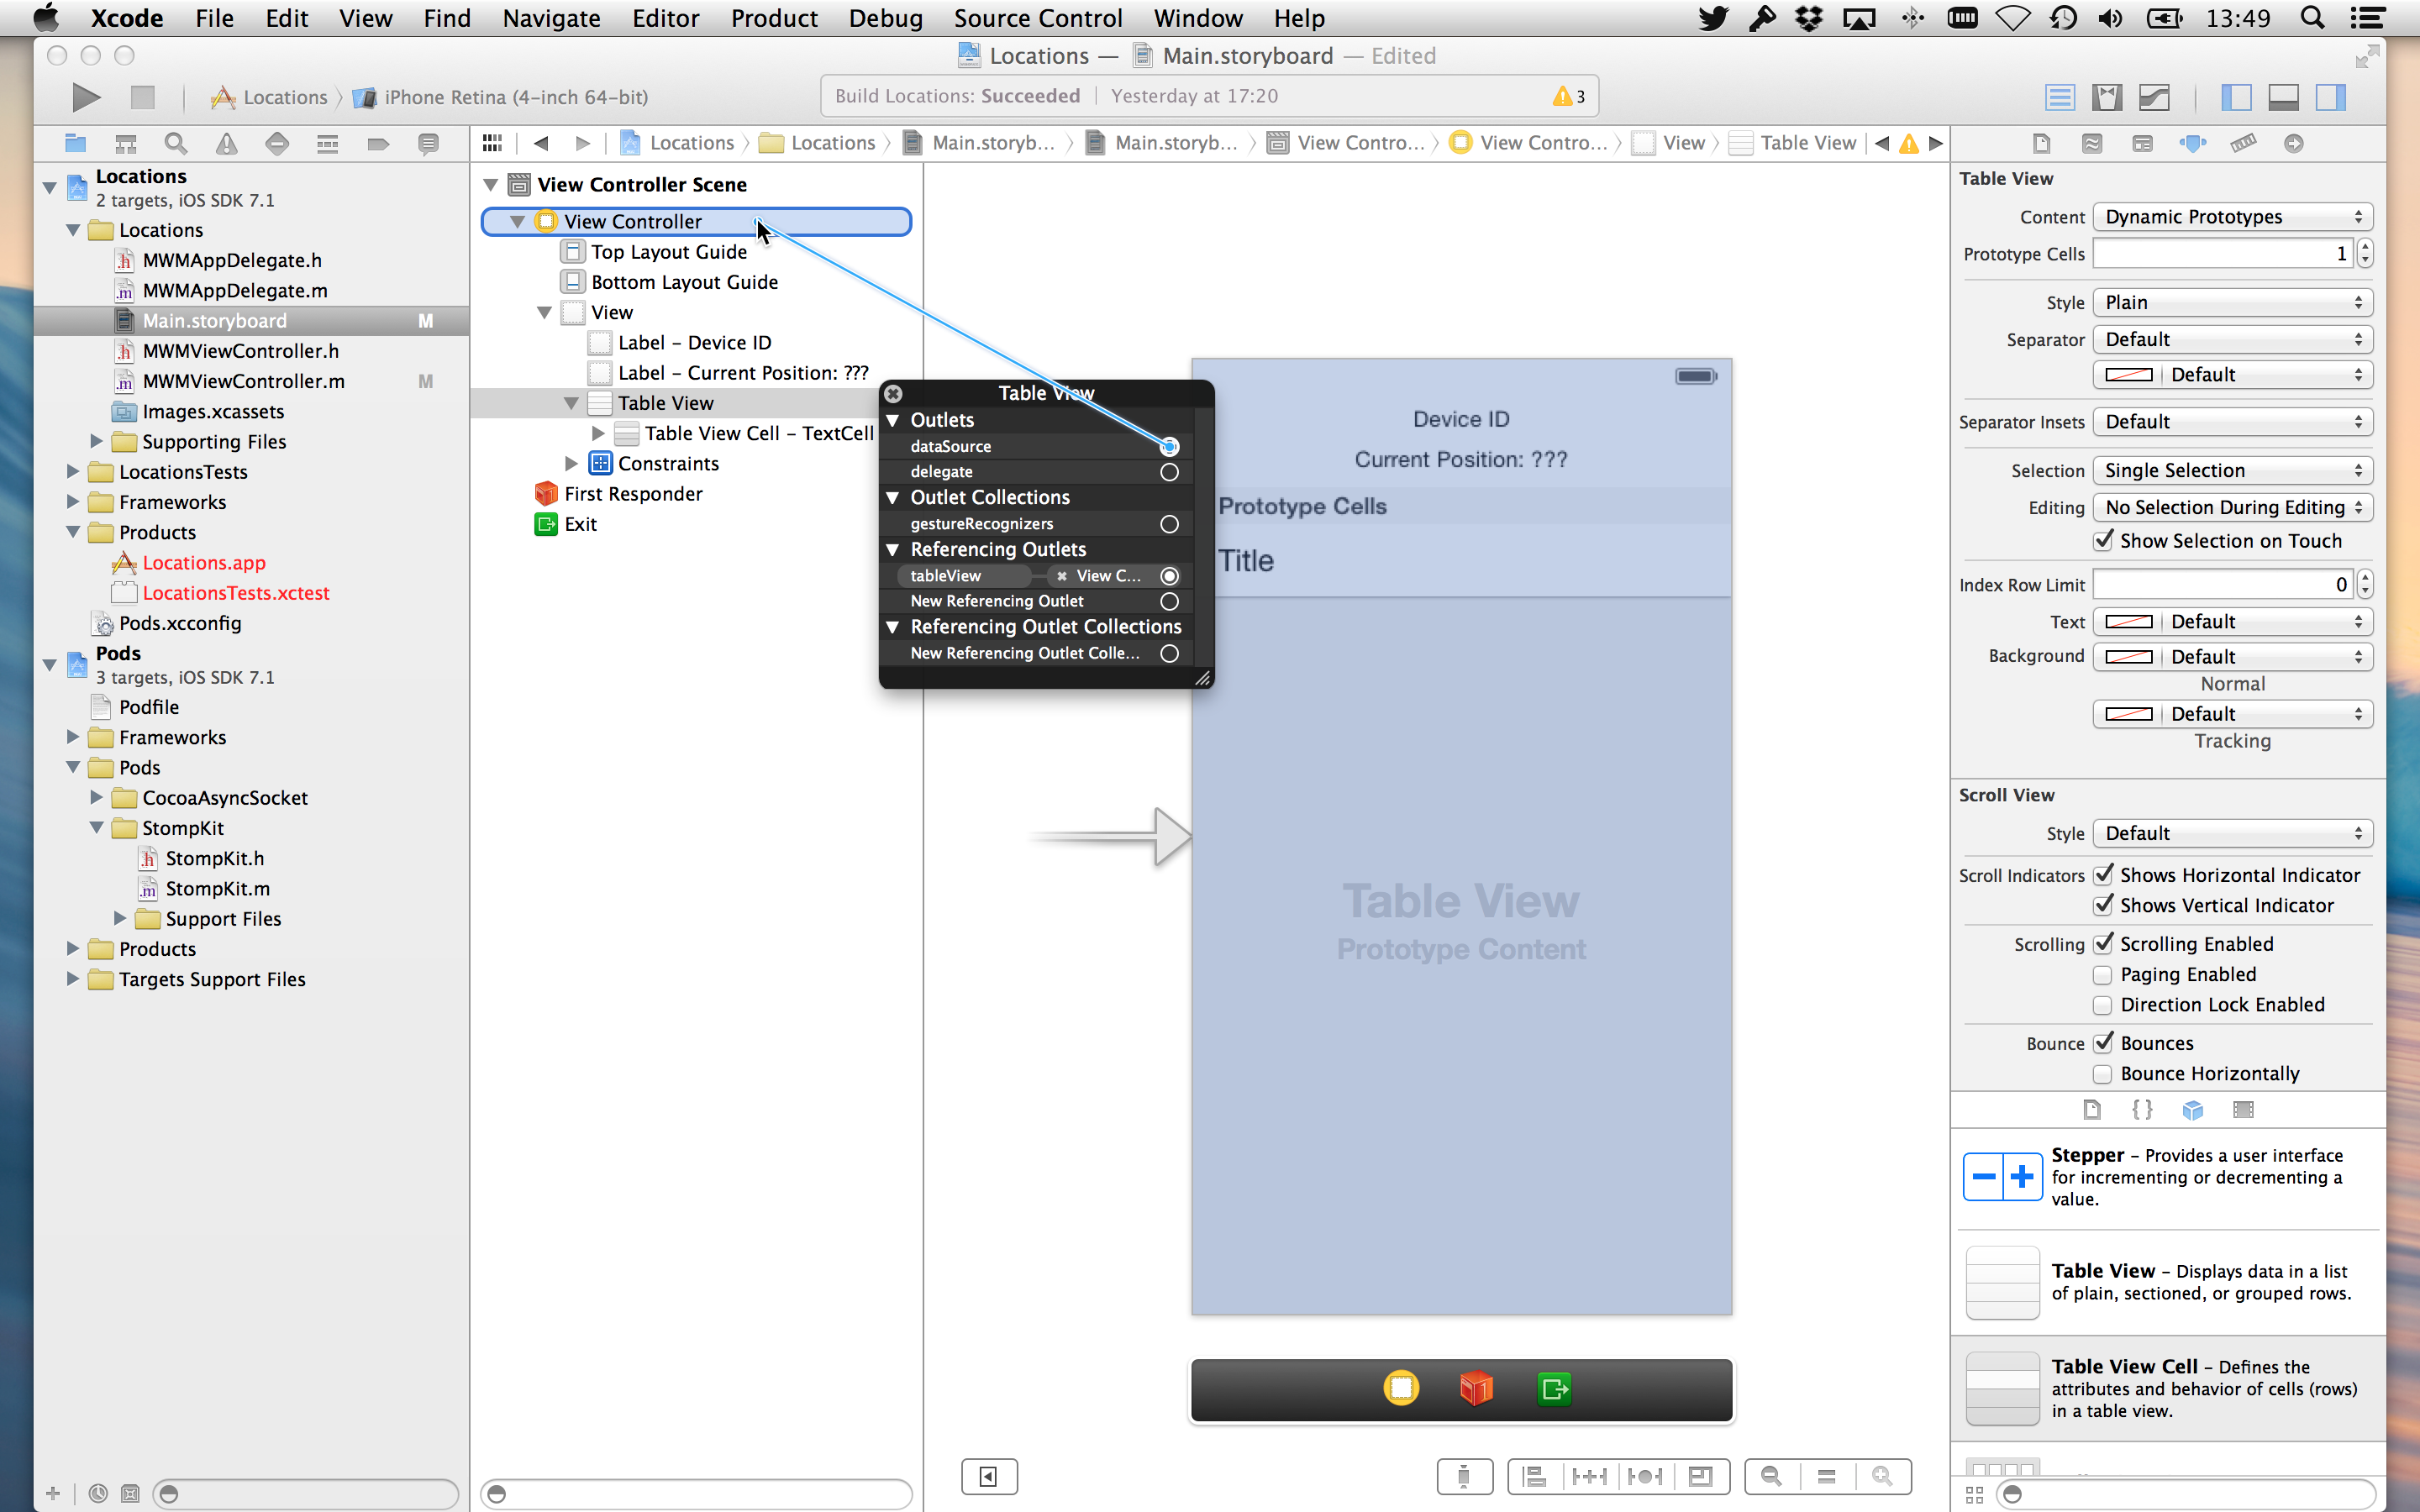 Xcode File Edit View Find Navigate Editor Product Debug Source Control Window Help 13:49
Locations — Main.storyboard — Edited
Locations iPhone Retina (4-inch 64-bit)
Build Locations: Succeeded Yesterday at 17:20 3
Locations Locations Main.storyb... Main.storyb... View Contro... View Contro... View Table View
Locations
2 targets, iOS SDK 7.1
Locations
MWMAppDelegate.h
MWMAppDelegate.m
Main.storyboard M
MWMViewController.h
MWMViewController.m M
Images.xcassets
Supporting Files
LocationsTests
Frameworks
Products
Locations.app
LocationsTests.xctest
Pods.xcconfig
Pods
3 targets, iOS SDK 7.1
Podfile
Frameworks
Pods
CocoaAsyncSocket
StompKit
StompKit.h
StompKit.m
Support Files
Products
Targets Support Files
View Controller Scene
View Controller
Top Layout Guide
Bottom Layout Guide
View
Label – Device ID
Label – Current Position: ???
Table View
Table View Cell – TextCell
Constraints
First Responder
Exit
Table View
Outlets
dataSource
delegate
Outlet Collections
gestureRecognizers
Referencing Outlets
tableView View C...
New Referencing Outlet
Referencing Outlet Collections
New Referencing Outlet Colle...
Device ID
Current Position: ???
Prototype Cells
Title
Table View
Prototype Content
Table View
Content Dynamic Prototypes
Prototype Cells 1
Style Plain
Separator Default
Default
Separator Insets Default
Selection Single Selection
Editing No Selection During Editing
Show Selection on Touch
Index Row Limit 0
Text Default
Background Default
Normal
Default
Tracking
Scroll View
Style Default
Scroll Indicators Shows Horizontal Indicator
Shows Vertical Indicator
Scrolling Scrolling Enabled
Paging Enabled
Direction Lock Enabled
Bounce Bounces
Bounce Horizontally
Stepper – Provides a user interface
for incrementing or decrementing a
value.
Table View – Displays data in a list
of plain, sectioned, or grouped rows.
Table View Cell – Defines the
attributes and behavior of cells (rows)
in a table view.